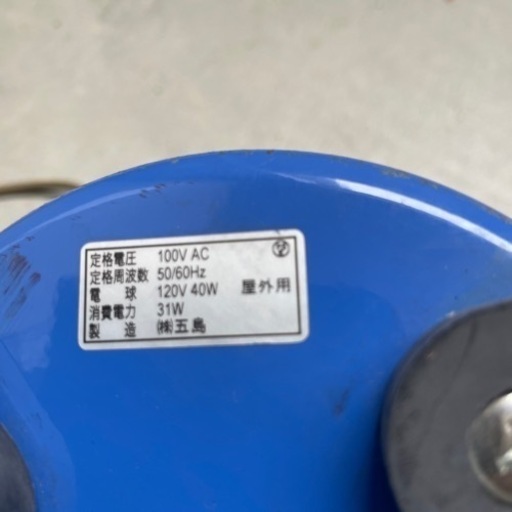 定格電圧 100V AC
定格周波数 50/60Hz
電球 120V 40W 屋外用
消費電力 31W
製造 ㈱五島